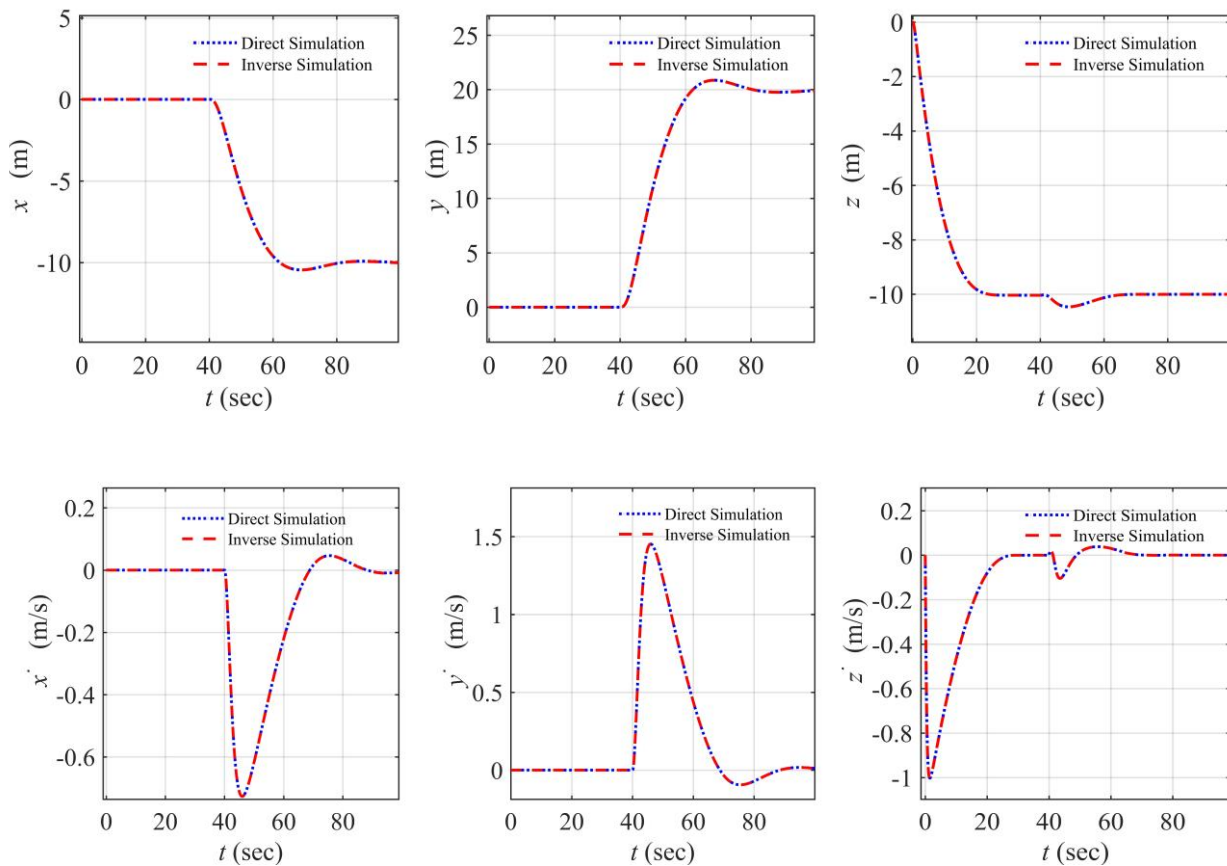 5
0
-5
-10
x (m)
0 20 40 60 80
t (sec)
Direct Simulation
Inverse Simulation
25
20
15
10
5
0
y (m)
0 20 40 60 80
t (sec)
Direct Simulation
Inverse Simulation
0
-2
-4
-6
-8
-10
z (m)
0 20 40 60 80
t (sec)
Direct Simulation
Inverse Simulation
0.2
0
-0.2
-0.4
-0.6
x˙ (m/s)
0 20 40 60 80
t (sec)
Direct Simulation
Inverse Simulation
1.5
1
0.5
0
y˙ (m/s)
0 20 40 60 80
t (sec)
Direct Simulation
Inverse Simulation
0.2
0
-0.2
-0.4
-0.6
-0.8
-1
z˙ (m/s)
0 20 40 60 80
t (sec)
Direct Simulation
Inverse Simulation